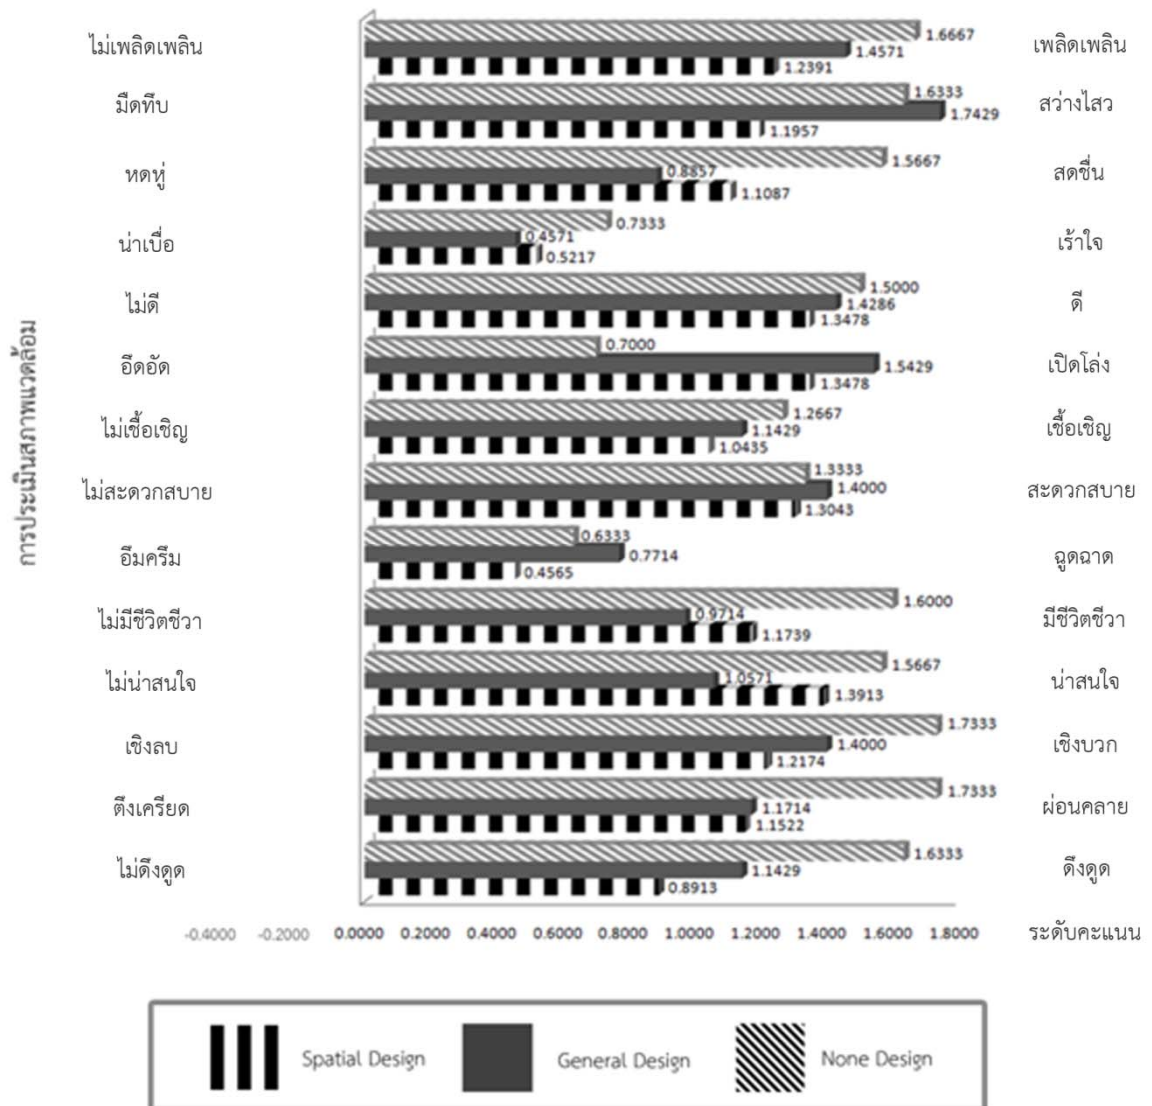 การประเมินสภาพแวดล้อม
ไม่เพลิดเพลิน 1.6667 1.4571 1.2391 เพลิดเพลิน
มืดทึบ 1.6333 1.7429 1.1957 สว่างไสว
หดหู่ 1.5667 0.8857 1.1087 สดชื่น
น่าเบื่อ 0.7333 0.4571 0.5217 เร้าใจ
ไม่ดี 1.5000 1.4286 1.3478 ดี
อึดอัด 0.7000 1.5429 1.3478 เปิดโล่ง
ไม่เชื้อเชิญ 1.2667 1.1429 1.0435 เชื้อเชิญ
ไม่สะดวกสบาย 1.3333 1.4000 1.3043 สะดวกสบาย
อึมครึม 0.6333 0.7714 0.4565 ฉูดฉาด
ไม่มีชีวิตชีวา 1.6000 0.9714 1.1739 มีชีวิตชีวา
ไม่น่าสนใจ 1.5667 1.0571 1.3913 น่าสนใจ
เชิงลบ 1.7333 1.4000 1.2174 เชิงบวก
ตึงเครียด 1.7333 1.1714 1.1522 ผ่อนคลาย
ไม่ดึงดูด 1.6333 1.1429 0.8913 ดึงดูด
-0.4000 -0.2000 0.0000 0.2000 0.4000 0.6000 0.8000 1.0000 1.2000 1.4000 1.6000 1.8000 ระดับคะแนน
Spatial Design General Design None Design